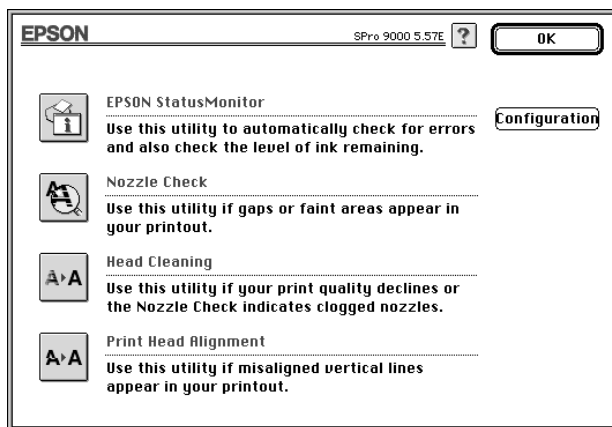 EPSON
SPro 9000 5.57E
?
OK
EPSON StatusMonitor
Use this utility to automatically check for errors
and also check the level of ink remaining.
Configuration
Nozzle Check
Use this utility if gaps or faint areas appear in
your printout.
Head Cleaning
Use this utility if your print quality declines or
the Nozzle Check indicates clogged nozzles.
Print Head Alignment
Use this utility if misaligned vertical lines
appear in your printout.